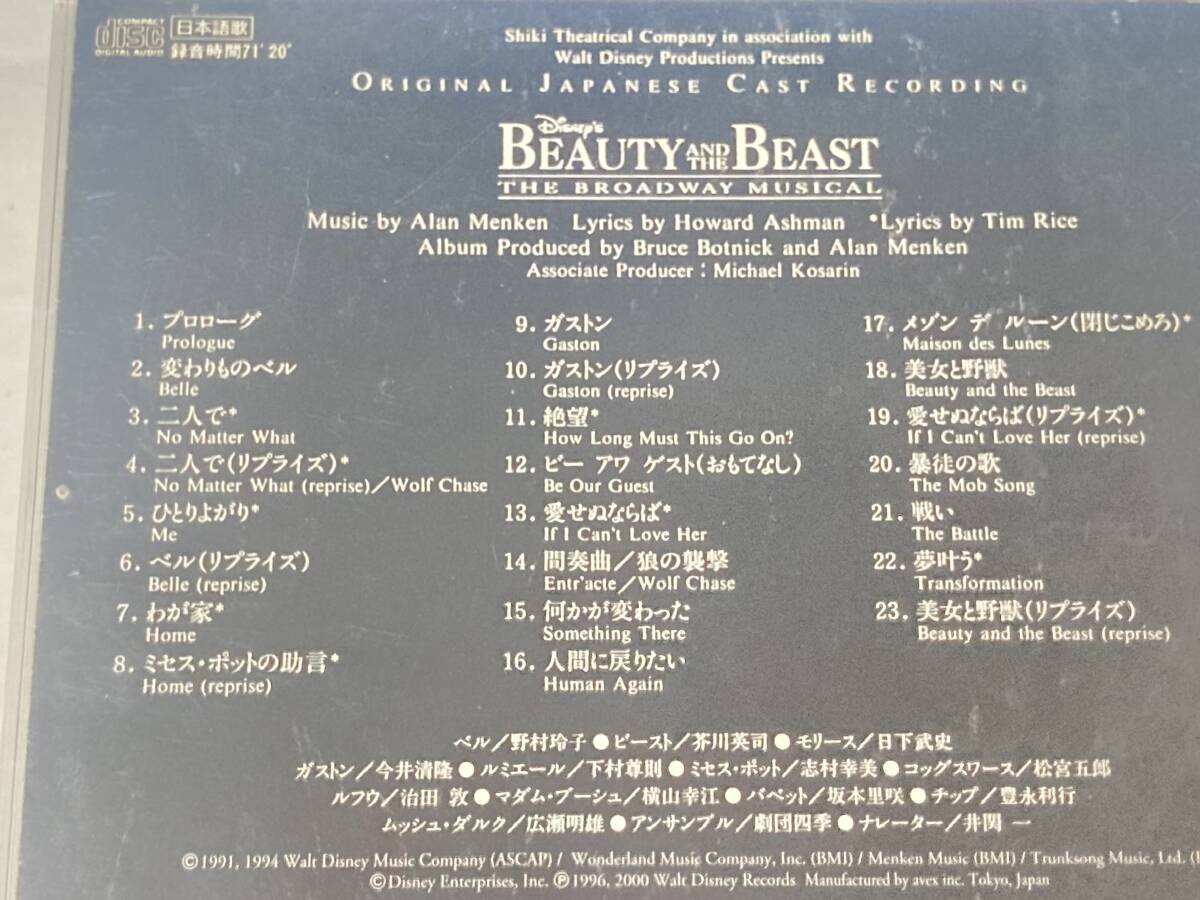 COMPACT
disc
DIGITAL AUDIO
日本語歌
録音時間71'20"
Shiki Theatrical Company in association with
Walt Disney Productions Presents
ORIGINAL JAPANESE CAST RECORDING
Disney's
BEAUTY AND THE BEAST
THE BROADWAY MUSICAL
Music by Alan Menken Lyrics by Howard Ashman *Lyrics by Tim Rice
Album Produced by Bruce Botnick and Alan Menken
Associate Producer : Michael Kosarin
1. プロローグ
Prologue
2. 変わりものベル
Belle
3. 二人で*
No Matter What
4. 二人で(リプライズ)*
No Matter What (reprise)/Wolf Chase
5. ひとりよがり*
Me
6. ベル(リプライズ)
Belle (reprise)
7. わが家*
Home
8. ミセス・ポットの助言*
Home (reprise)
9. ガストン
Gaston
10. ガストン(リプライズ)
Gaston (reprise)
11. 絶望*
How Long Must This Go On?
12. ビー アワ ゲスト(おもてなし)
Be Our Guest
13. 愛せぬならば*
If I Can't Love Her
14. 間奏曲/狼の襲撃
Entr'acte/Wolf Chase
15. 何かが変わった
Something There
16. 人間に戻りたい
Human Again
17. メゾン デ ルーン(閉じこめろ)*
Maison des Lunes
18. 美女と野獣
Beauty and the Beast
19. 愛せぬならば(リプライズ)*
If I Can't Love Her (reprise)
20. 暴徒の歌
The Mob Song
21. 戦い
The Battle
22. 夢叶う*
Transformation
23. 美女と野獣(リプライズ)
Beauty and the Beast (reprise)
ベル/野村玲子●ビースト/芥川英司●モリース/日下武史
ガストン/今井清隆●ルミエール/下村尊則●ミセス・ポット/志村幸美●コッグスワース/松宮五郎
ルフウ/治田 敦●マダム・ブーシュ/横山幸江●バベット/坂本里咲●チップ/豊永利行
ムッシュ・ダルク/広瀬明雄●アンサンブル/劇団四季●ナレーター/井関 一
©1991, 1994 Walt Disney Music Company (ASCAP) / Wonderland Music Company, Inc. (BMI) / Menken Music (BMI) / Trunksong Music, Ltd.
©Disney Enterprises, Inc. ℗1996, 2000 Walt Disney Records Manufactured by avex inc. Tokyo, Japan